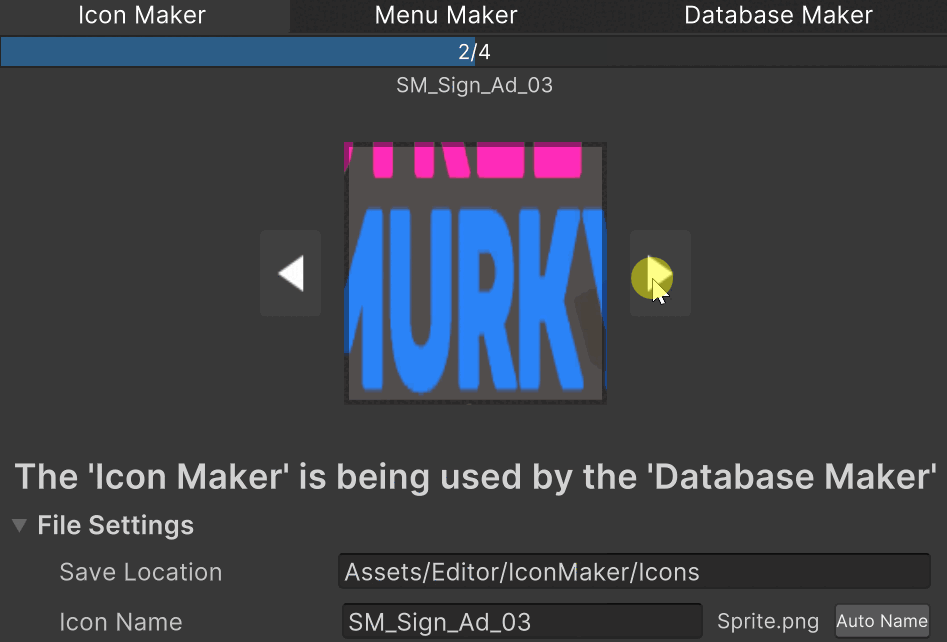 Icon Maker Menu Maker Database Maker
2/4
SM_Sign_Ad_03
MURKY
The 'Icon Maker' is being used by the 'Database Maker'
File Settings
Save Location Assets/Editor/IconMaker/Icons
Icon Name SM_Sign_Ad_03 Sprite.png Auto Name